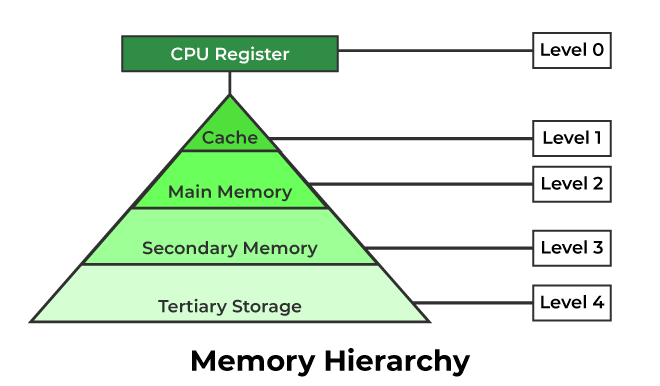 CPU Register
Level 0
Cache
Level 1
Main Memory
Level 2
Secondary Memory
Level 3
Tertiary Storage
Level 4
Memory Hierarchy